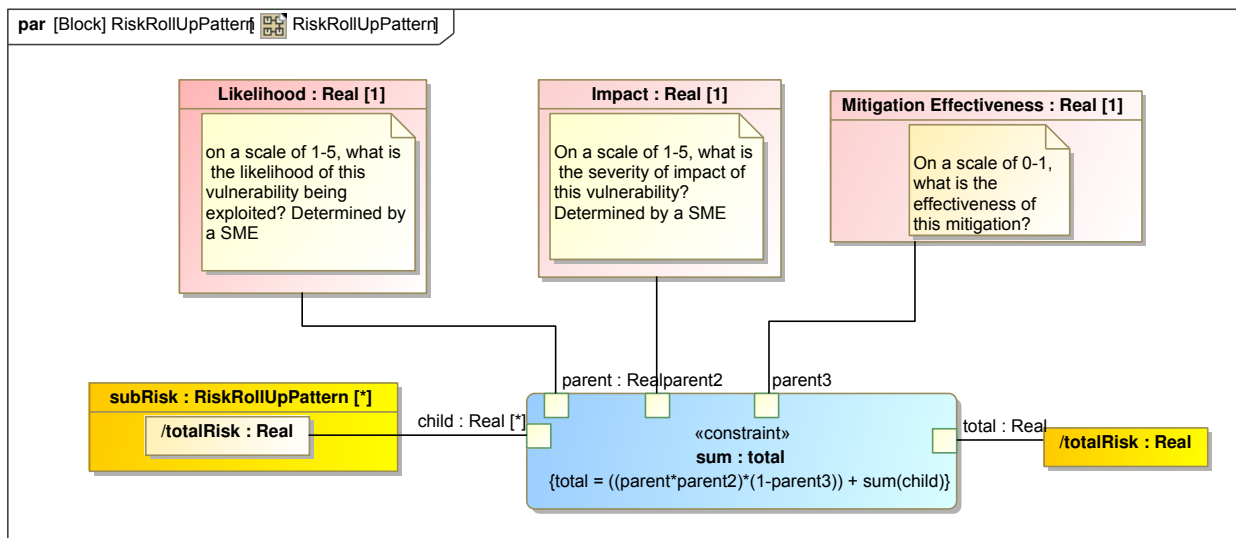 par [Block] RiskRollUpPattern[ RiskRollUpPattern]
Likelihood : Real [1]
on a scale of 1-5, what is
the likelihood of this
vulnerability being
exploited? Determined by
a SME
Impact : Real [1]
On a scale of 1-5, what is
the severity of impact of
this vulnerability?
Determined by a SME
Mitigation Effectiveness : Real [1]
On a scale of 0-1,
what is the
effectiveness of
this mitigation?
parent : Real
parent2
parent3
subRisk : RiskRollUpPattern [*]
/totalRisk : Real
child : Real [*]
«constraint»
sum : total
{total = ((parent*parent2)*(1-parent3)) + sum(child)}
total : Real
/totalRisk : Real